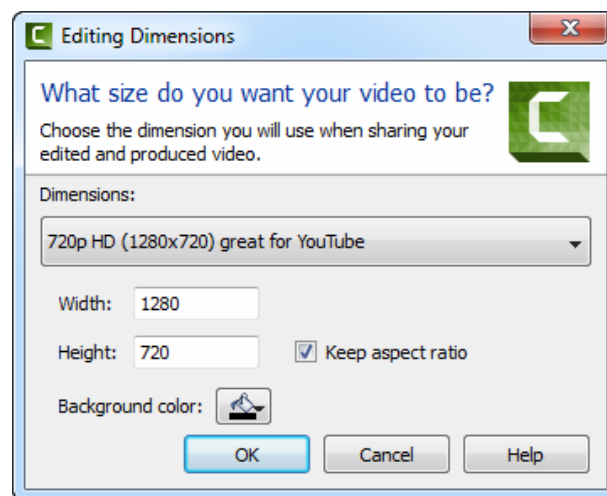 Editing Dimensions
What size do you want your video to be?
Choose the dimension you will use when sharing your
edited and produced video.
Dimensions:
720p HD (1280x720) great for YouTube
Width: 1280
Height: 720 Keep aspect ratio
Background color:
OK Cancel Help